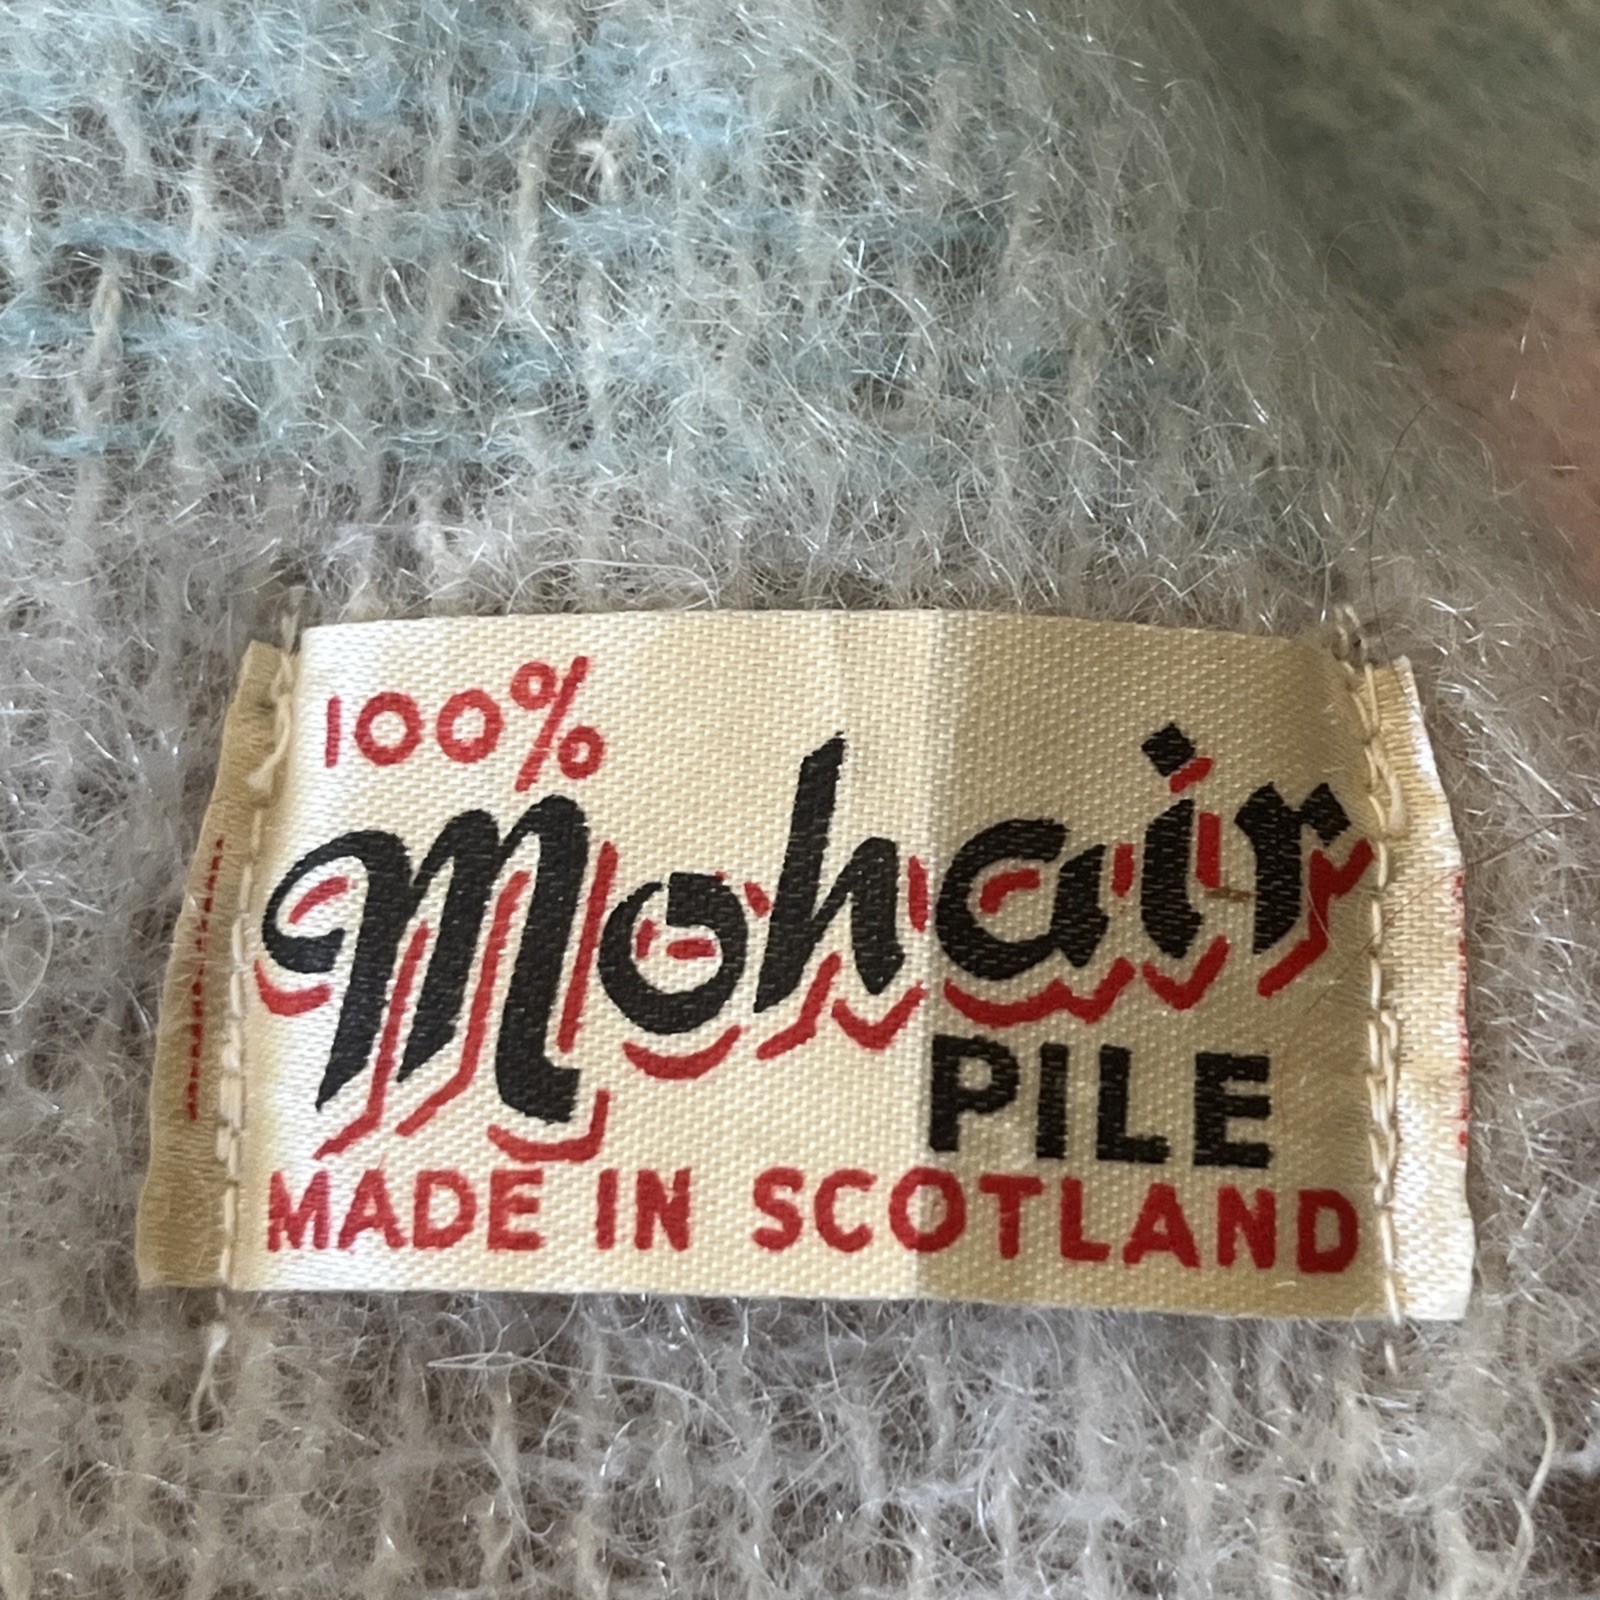 100%
Mohair
PILE
MADE IN SCOTLAND